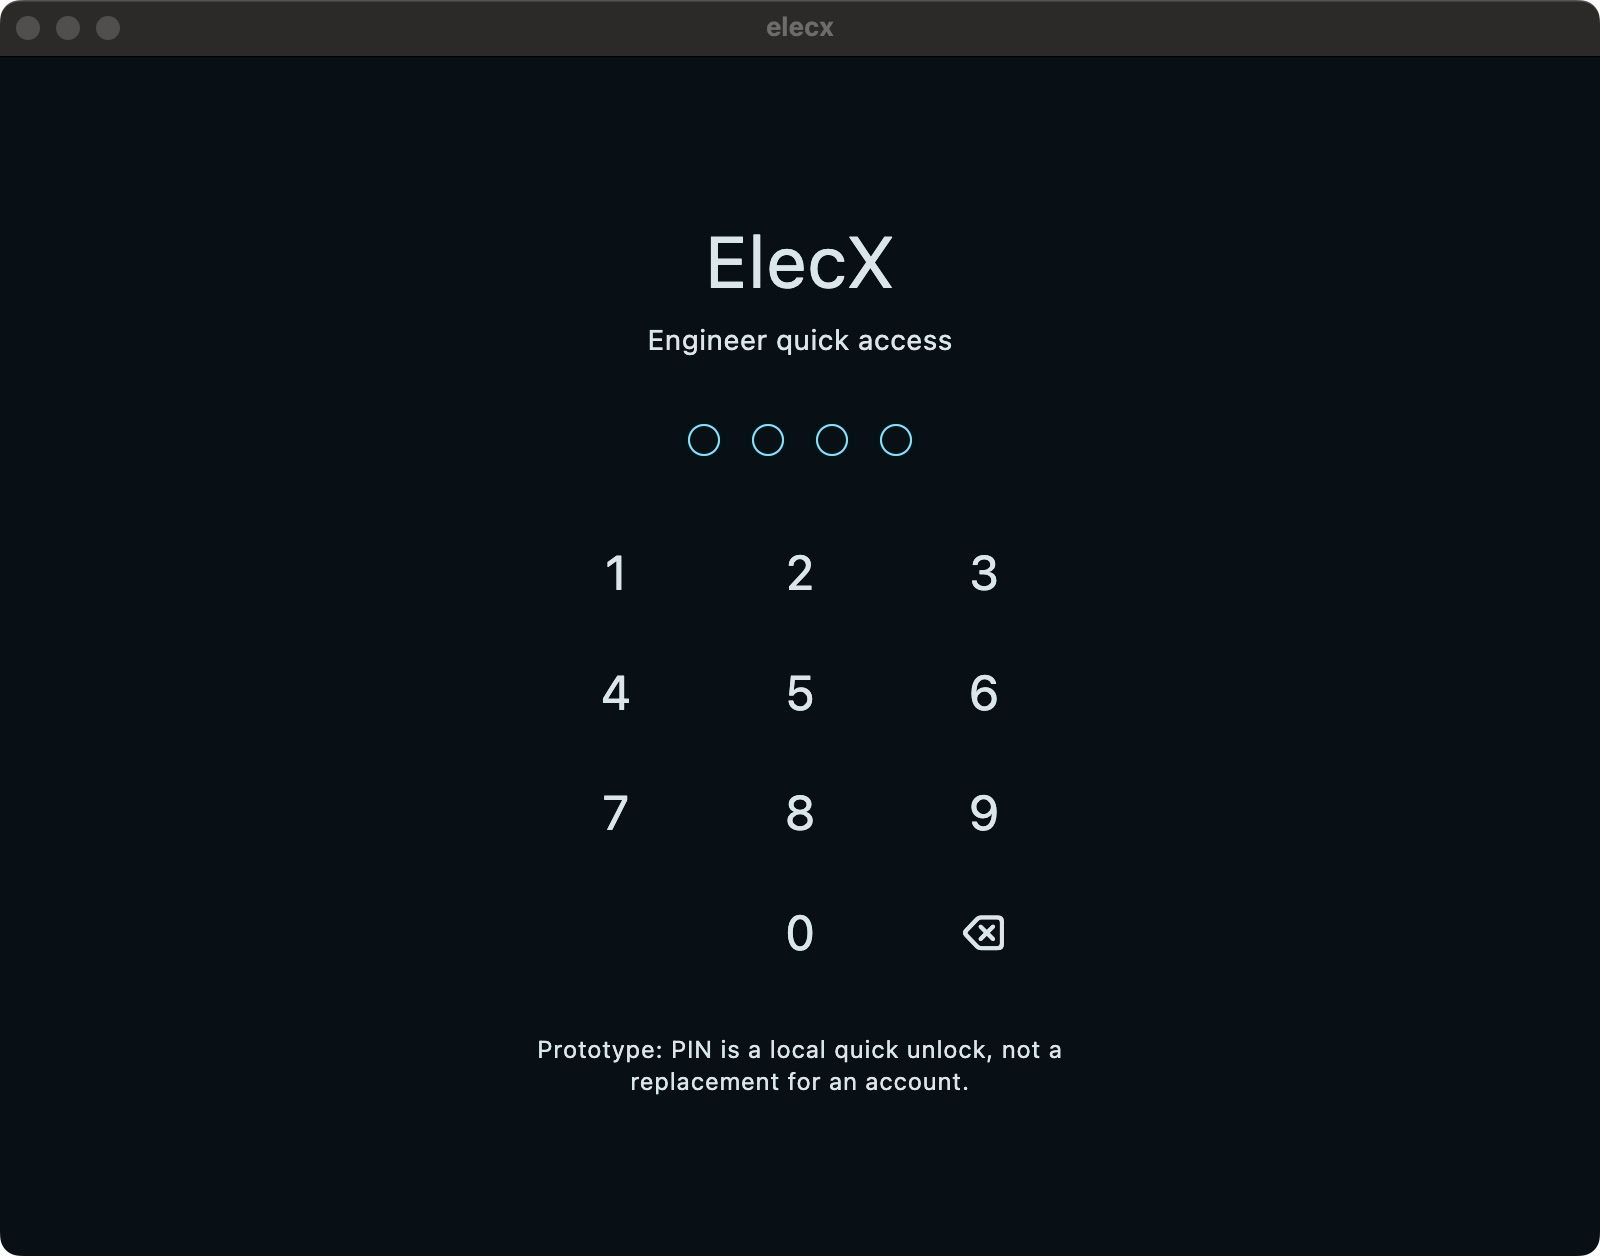 elecx
ElecX
Engineer quick access
1 2 3
4 5 6
7 8 9
0
Prototype: PIN is a local quick unlock, not a
replacement for an account.